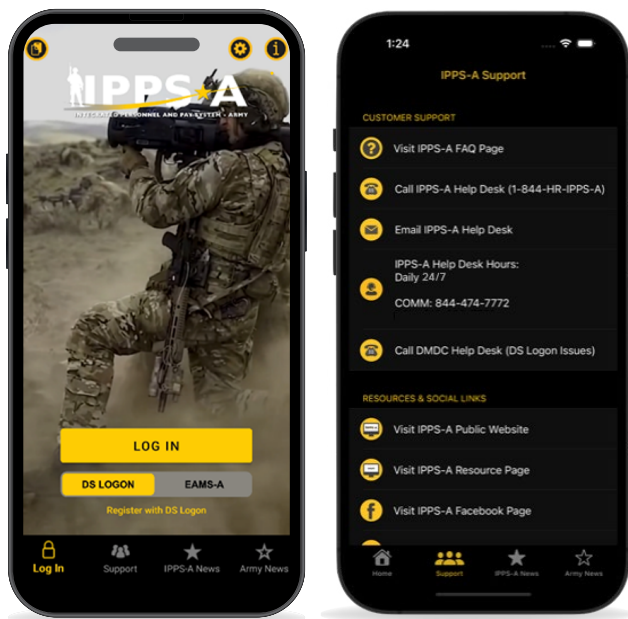 IPPS-A
INTEGRATED PERSONNEL AND PAY SYSTEM - ARMY
LOG IN
DS LOGON
EAMS-A
Register with DS Logon
Log In
Support
IPPS-A News
Army News
1:24
IPPS-A Support
CUSTOMER SUPPORT
Visit IPPS-A FAQ Page
Call IPPS-A Help Desk (1-844-HR-IPPS-A)
Email IPPS-A Help Desk
IPPS-A Help Desk Hours:
Daily 24/7
COMM: 844-474-7772
Call DMDC Help Desk (DS Logon Issues)
RESOURCES & SOCIAL LINKS
Visit IPPS-A Public Website
Visit IPPS-A Resource Page
Visit IPPS-A Facebook Page
Home
Support
IPPS-A News
Army News